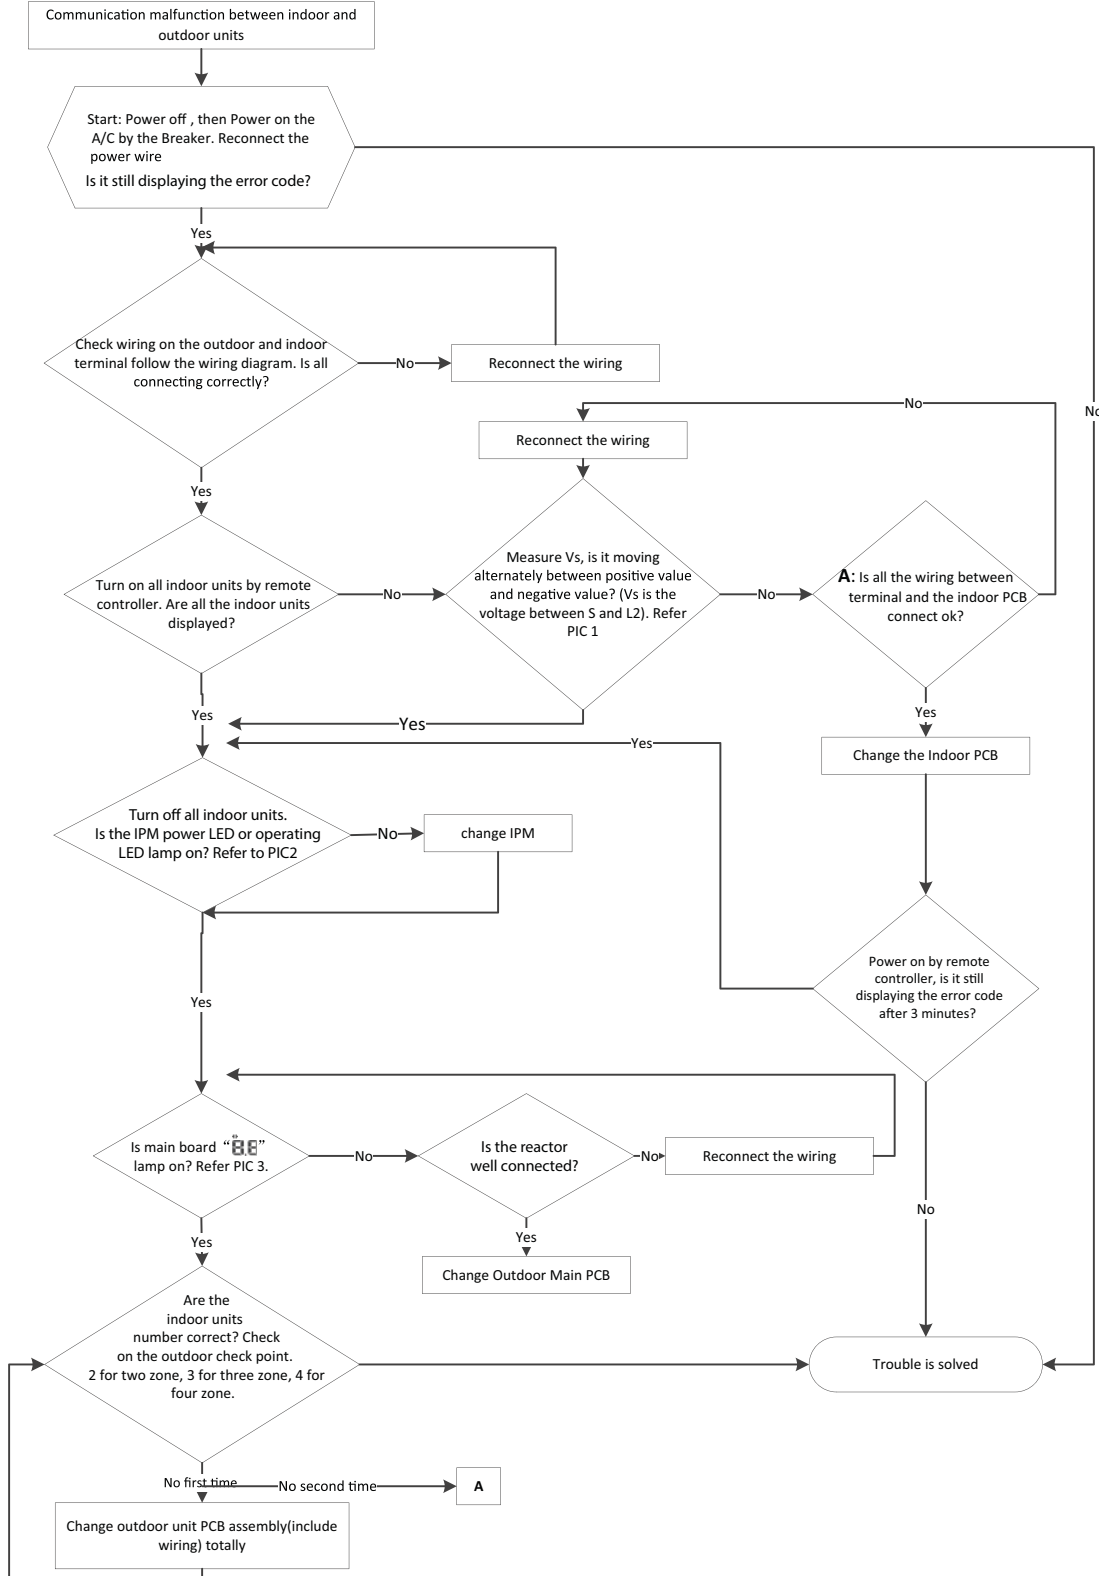 Communication malfunction between indoor and
outdoor units
Start: Power off , then Power on the
A/C by the Breaker. Reconnect the
power wire
Is it still displaying the error code?
Yes
Check wiring on the outdoor and indoor
terminal follow the wiring diagram. Is all
connecting correctly?
No
Reconnect the wiring
No
No
Reconnect the wiring
Yes
Turn on all indoor units by remote
controller. Are all the indoor units
displayed?
No
Measure Vs, is it moving
alternately between positive value
and negative value? (Vs is the
voltage between S and L2). Refer
PIC 1
No
A: Is all the wiring between
terminal and the indoor PCB
connect ok?
Yes
Yes
Yes
Yes
Change the Indoor PCB
Turn off all indoor units.
Is the IPM power LED or operating
LED lamp on? Refer to PIC2
No
change IPM
Power on by remote
controller, is it still
displaying the error code
after 3 minutes?
Yes
Is main board “8.8”
lamp on? Refer PIC 3.
No
Is the reactor
well connected?
No
Reconnect the wiring
No
Yes
Yes
Change Outdoor Main PCB
Are the
indoor units
number correct? Check
on the outdoor check point.
2 for two zone, 3 for three zone, 4 for
four zone.
Trouble is solved
No first time
No second time
A
Change outdoor unit PCB assembly(include
wiring) totally